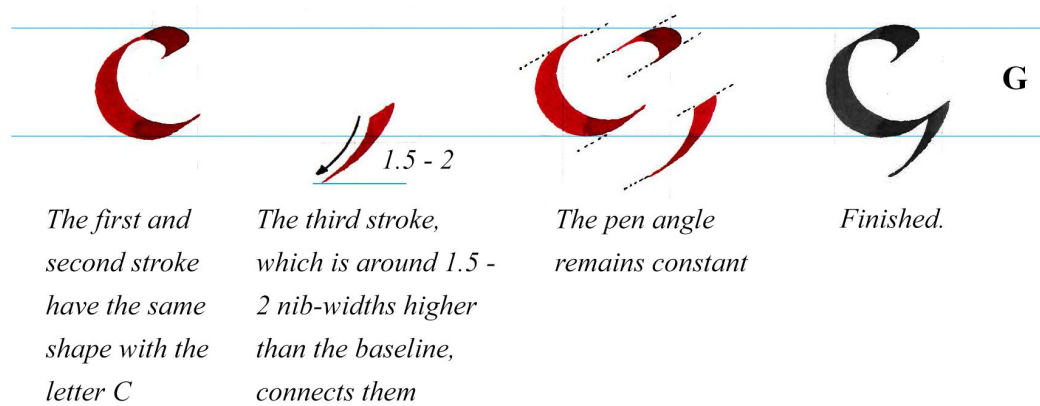 G
1.5 - 2
The first and
second stroke
have the same
shape with the
letter C
The third stroke,
which is around 1.5 -
2 nib-widths higher
than the baseline,
connects them
The pen angle
remains constant
Finished.